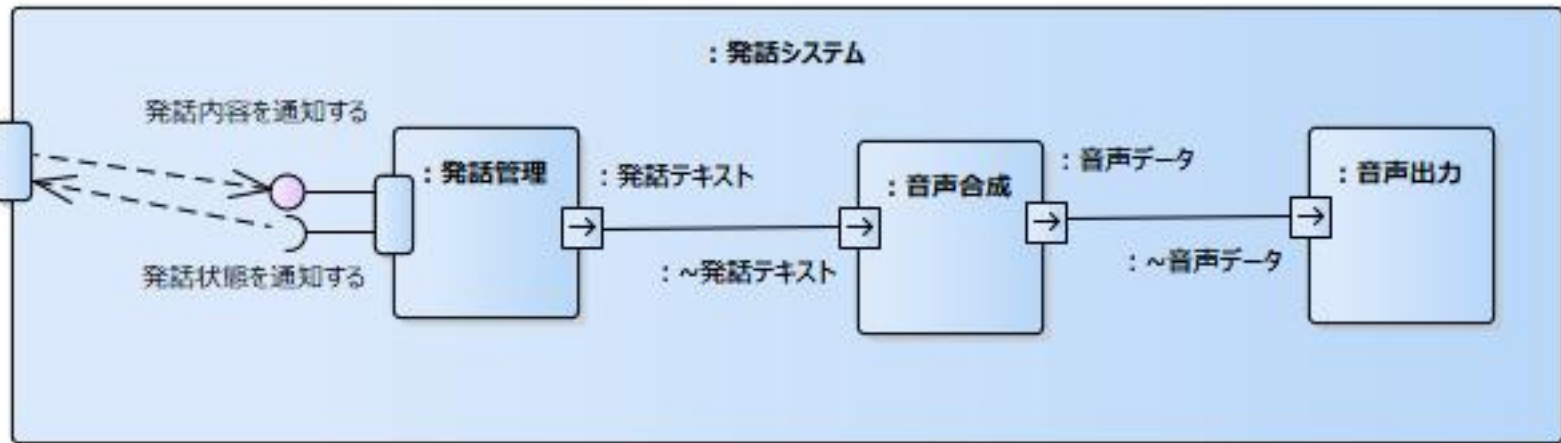 ：発話システム
発話内容を通知する
：発話管理
：発話テキスト
：~発話テキスト
：音声合成
：音声データ
：~音声データ
：音声出力
発話状態を通知する